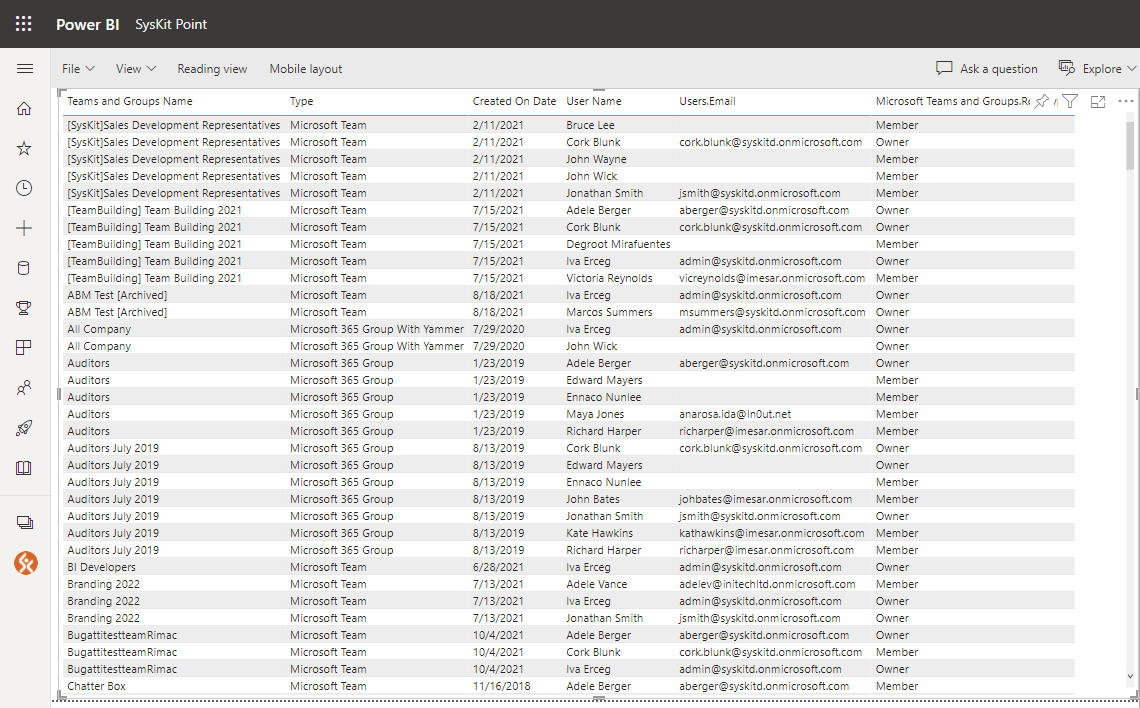 Power BI SysKit Point
File View Reading view Mobile layout Ask a question Explore
Teams and Groups Name Type Created On Date User Name Users.Email Microsoft Teams and Groups.Ro
[SysKit]Sales Development Representatives Microsoft Team 2/11/2021 Bruce Lee Member
[SysKit]Sales Development Representatives Microsoft Team 2/11/2021 Cork Blunk cork.blunk@syskitd.onmicrosoft.com Owner
[SysKit]Sales Development Representatives Microsoft Team 2/11/2021 John Wayne Member
[SysKit]Sales Development Representatives Microsoft Team 2/11/2021 John Wick Member
[SysKit]Sales Development Representatives Microsoft Team 2/11/2021 Jonathan Smith jsmith@syskitd.onmicrosoft.com Member
[TeamBuilding] Team Building 2021 Microsoft Team 7/15/2021 Adele Berger aberger@syskitd.onmicrosoft.com Owner
[TeamBuilding] Team Building 2021 Microsoft Team 7/15/2021 Cork Blunk cork.blunk@syskitd.onmicrosoft.com Owner
[TeamBuilding] Team Building 2021 Microsoft Team 7/15/2021 Degroot Mirafuentes Member
[TeamBuilding] Team Building 2021 Microsoft Team 7/15/2021 Iva Erceg admin@syskitd.onmicrosoft.com Owner
[TeamBuilding] Team Building 2021 Microsoft Team 7/15/2021 Victoria Reynolds vicreynolds@imesar.onmicrosoft.com Member
ABM Test [Archived] Microsoft Team 8/18/2021 Iva Erceg admin@syskitd.onmicrosoft.com Owner
ABM Test [Archived] Microsoft Team 8/18/2021 Marcos Summers msummers@syskitd.onmicrosoft.com Owner
All Company Microsoft 365 Group With Yammer 7/29/2020 Iva Erceg admin@syskitd.onmicrosoft.com Owner
All Company Microsoft 365 Group With Yammer 7/29/2020 John Wick Owner
Auditors Microsoft 365 Group 1/23/2019 Adele Berger aberger@syskitd.onmicrosoft.com Owner
Auditors Microsoft 365 Group 1/23/2019 Edward Mayers Member
Auditors Microsoft 365 Group 1/23/2019 Ennaco Nunlee Member
Auditors Microsoft 365 Group 1/23/2019 Maya Jones anarosa.ida@In0ut.net Member
Auditors Microsoft 365 Group 1/23/2019 Richard Harper richarper@imesar.onmicrosoft.com Member
Auditors July 2019 Microsoft 365 Group 8/13/2019 Cork Blunk cork.blunk@syskitd.onmicrosoft.com Owner
Auditors July 2019 Microsoft 365 Group 8/13/2019 Edward Mayers Owner
Auditors July 2019 Microsoft 365 Group 8/13/2019 Ennaco Nunlee Member
Auditors July 2019 Microsoft 365 Group 8/13/2019 John Bates johbates@imesar.onmicrosoft.com Member
Auditors July 2019 Microsoft 365 Group 8/13/2019 Jonathan Smith jsmith@syskitd.onmicrosoft.com Owner
Auditors July 2019 Microsoft 365 Group 8/13/2019 Kate Hawkins kathawkins@imesar.onmicrosoft.com Member
Auditors July 2019 Microsoft 365 Group 8/13/2019 Richard Harper richarper@imesar.onmicrosoft.com Member
BI Developers Microsoft Team 6/28/2021 Iva Erceg admin@syskitd.onmicrosoft.com Owner
Branding 2022 Microsoft Team 7/13/2021 Adele Vance adelev@initechltd.onmicrosoft.com Member
Branding 2022 Microsoft Team 7/13/2021 Iva Erceg admin@syskitd.onmicrosoft.com Owner
Branding 2022 Microsoft Team 7/13/2021 Jonathan Smith jsmith@syskitd.onmicrosoft.com Owner
BugattitestteamRimac Microsoft Team 10/4/2021 Adele Berger aberger@syskitd.onmicrosoft.com Owner
BugattitestteamRimac Microsoft Team 10/4/2021 Cork Blunk cork.blunk@syskitd.onmicrosoft.com Member
BugattitestteamRimac Microsoft Team 10/4/2021 Iva Erceg admin@syskitd.onmicrosoft.com Owner
Chatter Box Microsoft Team 11/16/2018 Adele Berger aberger@syskitd.onmicrosoft.com Member